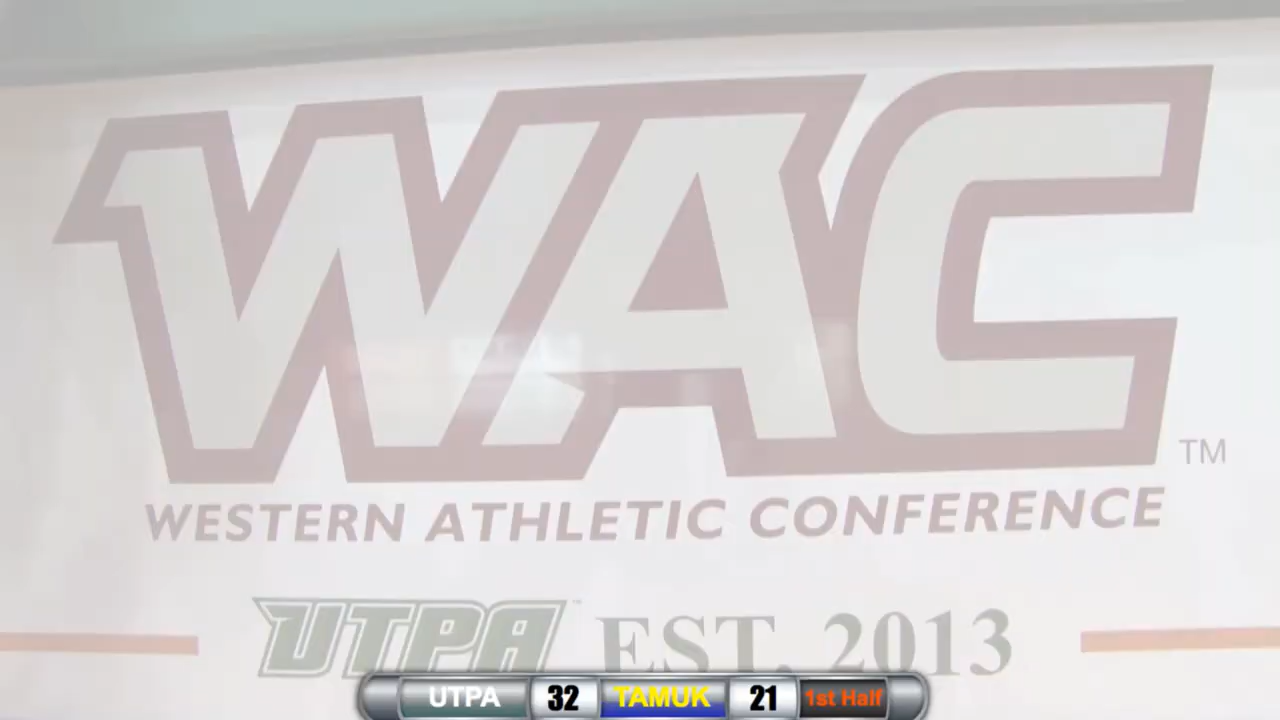 WAC
TM
WESTERN ATHLETIC CONFERENCE
UTPA EST. 2013
UTPA 32 TAMUK 21 1st Half